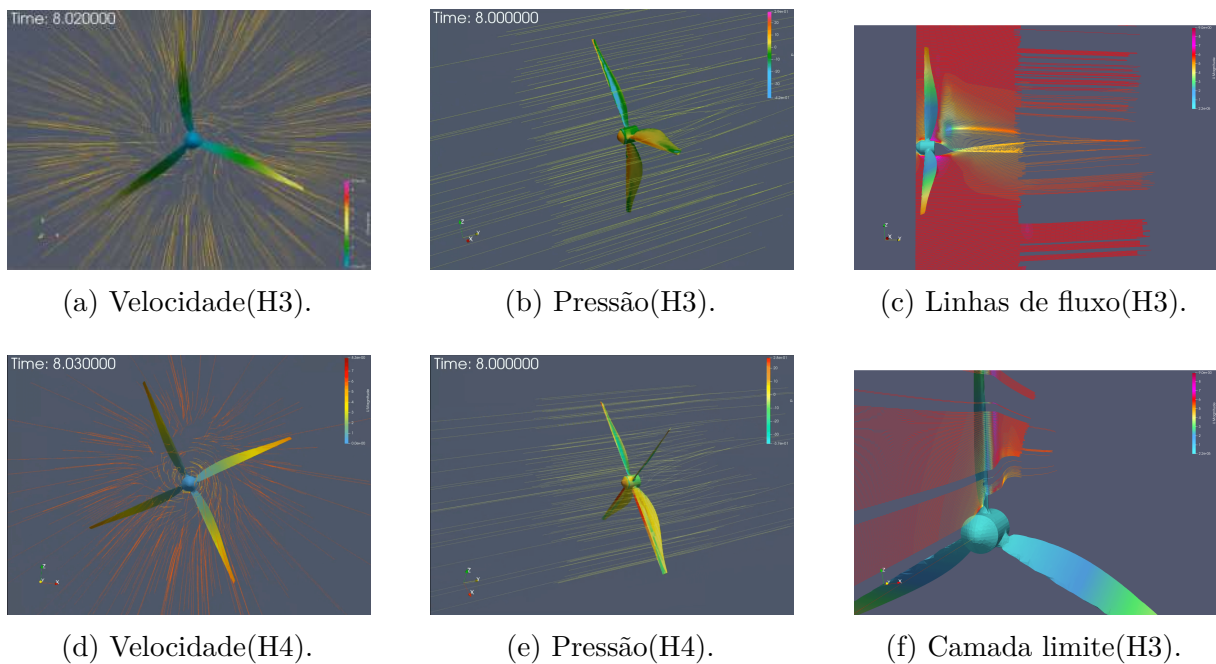 Time: 8.020000
Time: 8.000000
(a) Velocidade(H3).
(b) Pressão(H3).
(c) Linhas de fluxo(H3).
Time: 8.030000
Time: 8.000000
(d) Velocidade(H4).
(e) Pressão(H4).
(f) Camada limite(H3).